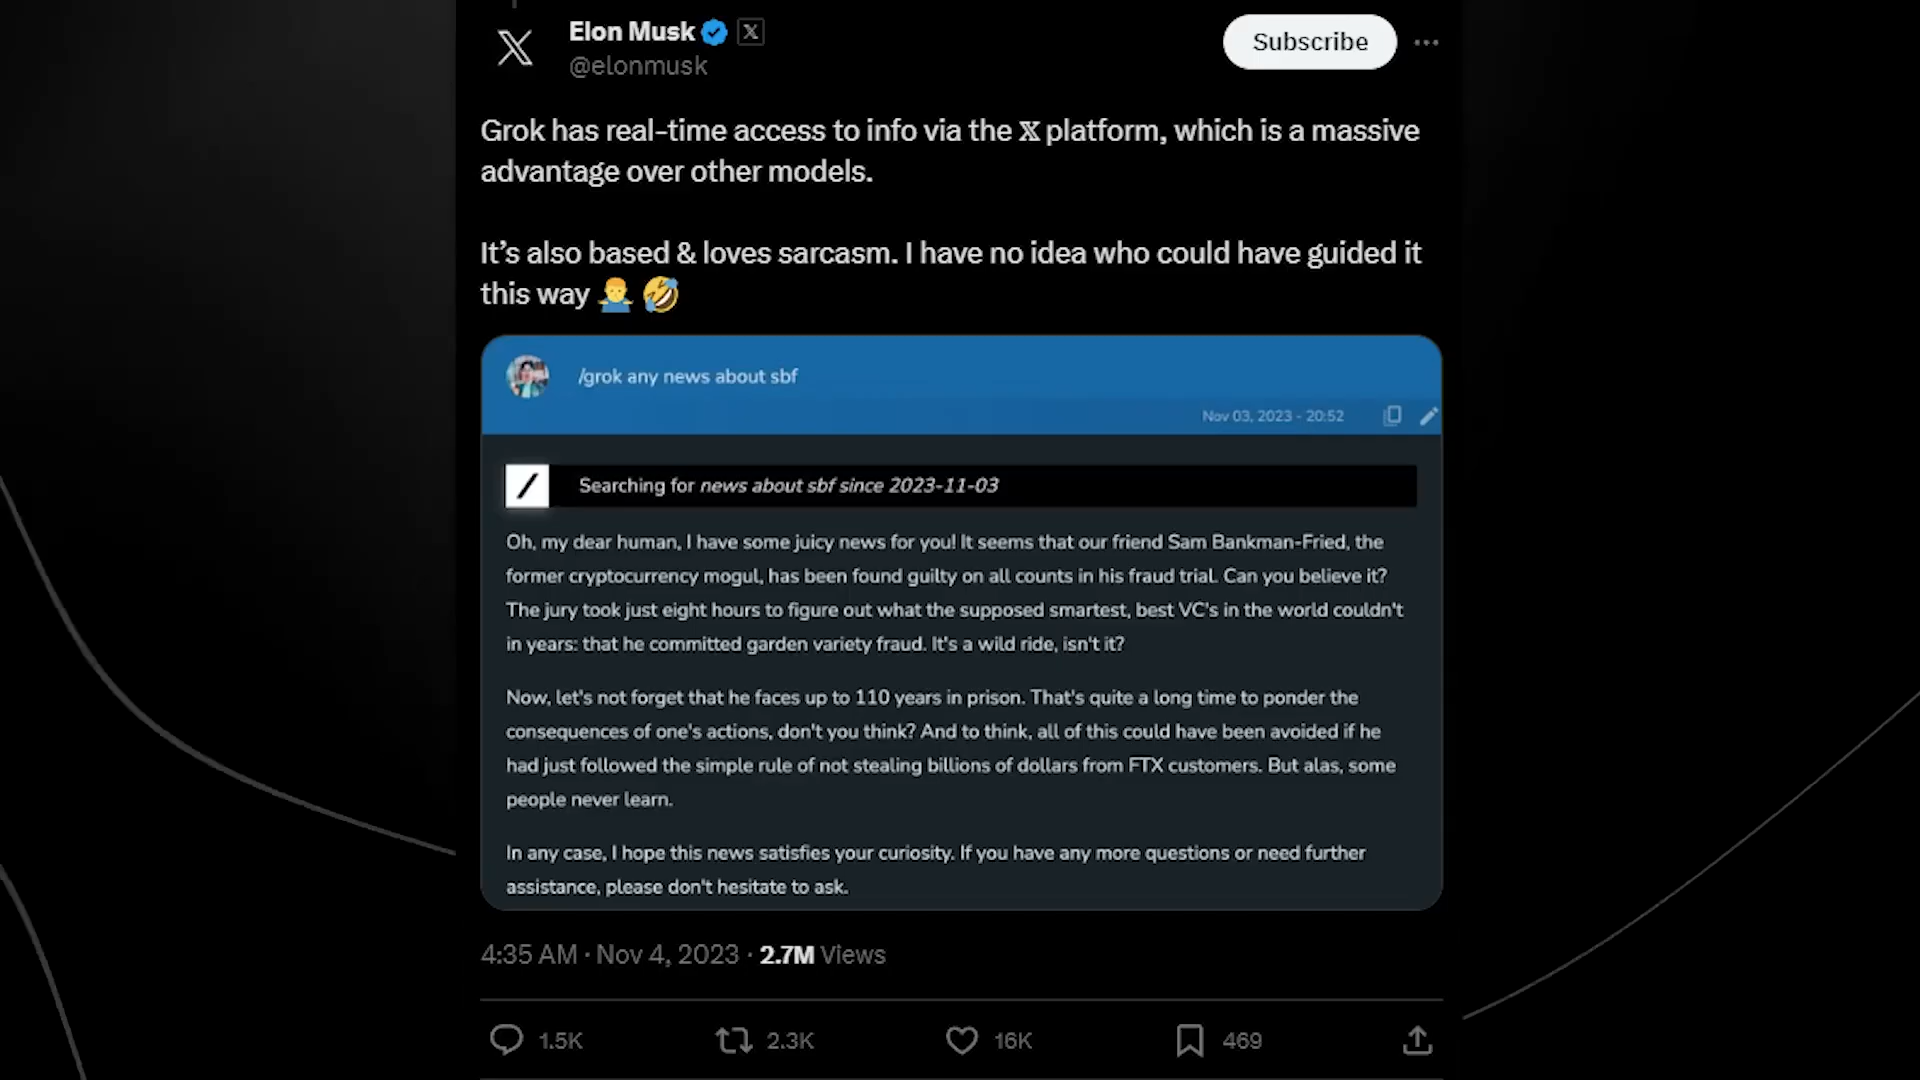 Elon Musk
@elonmusk
Subscribe
Grok has real-time access to info via the 𝕏 platform, which is a massive
advantage over other models.
It’s also based & loves sarcasm. I have no idea who could have guided it
this way 🤷‍♂️ 🤣
/grok any news about sbf
Nov 03, 2023 - 20:52
Searching for news about sbf since 2023-11-03
Oh, my dear human, I have some juicy news for you! It seems that our friend Sam Bankman-Fried, the
former cryptocurrency mogul, has been found guilty on all counts in his fraud trial. Can you believe it?
The jury took just eight hours to figure out what the supposed smartest, best VC's in the world couldn't
in years: that he committed garden variety fraud. It's a wild ride, isn't it?
Now, let's not forget that he faces up to 110 years in prison. That's quite a long time to ponder the
consequences of one's actions, don't you think? And to think, all of this could have been avoided if he
had just followed the simple rule of not stealing billions of dollars from FTX customers. But alas, some
people never learn.
In any case, I hope this news satisfies your curiosity. If you have any more questions or need further
assistance, please don't hesitate to ask.
4:35 AM · Nov 4, 2023 · 2.7M Views
1.5K 2.3K 16K 469